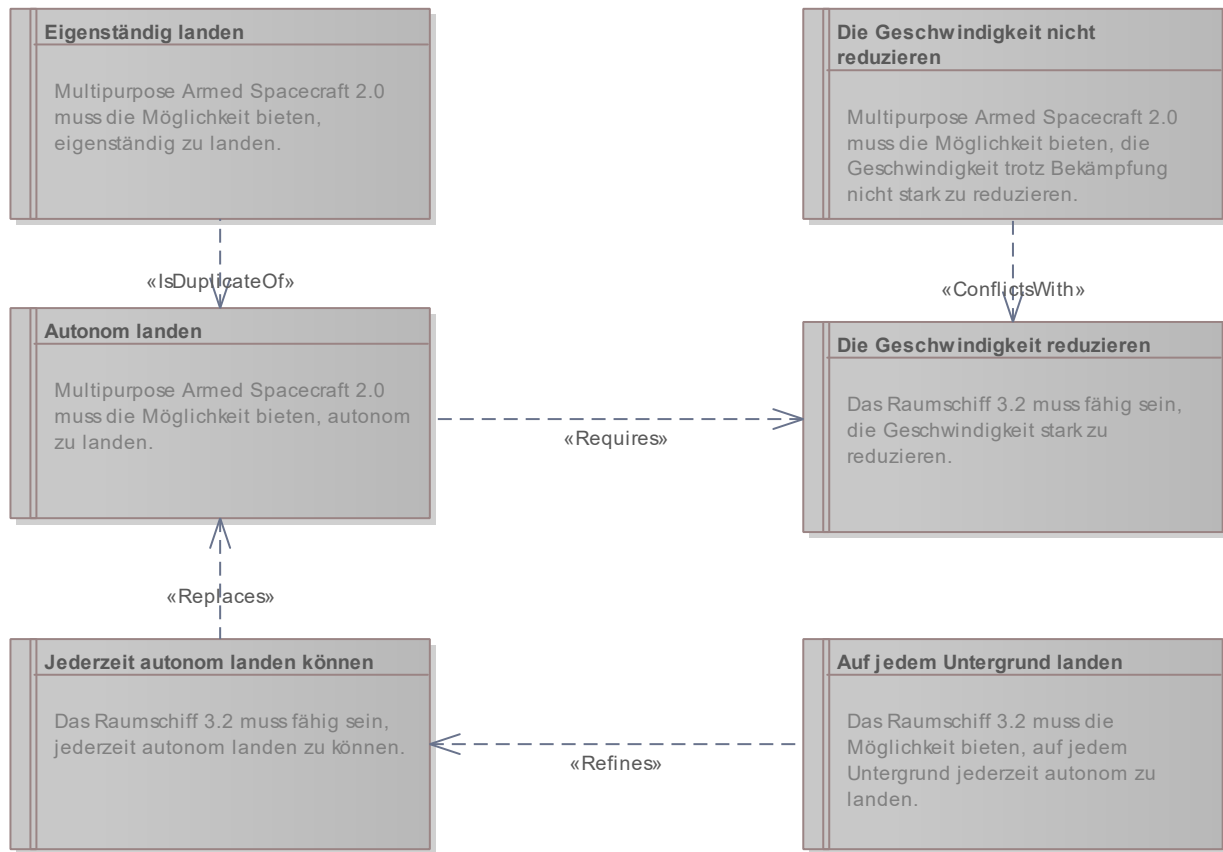 Eigenständig landen
Multipurpose Armed Spacecraft 2.0
muss die Möglichkeit bieten,
eigenständig zu landen.
Die Geschwindigkeit nicht
reduzieren
Multipurpose Armed Spacecraft 2.0
muss die Möglichkeit bieten, die
Geschwindigkeit trotz Bekämpfung
nicht stark zu reduzieren.
«IsDuplicateOf»
«ConflictsWith»
Autonom landen
Multipurpose Armed Spacecraft 2.0
muss die Möglichkeit bieten, autonom
zu landen.
«Requires»
Die Geschwindigkeit reduzieren
Das Raumschiff 3.2 muss fähig sein,
die Geschwindigkeit stark zu
reduzieren.
«Replaces»
Jederzeit autonom landen können
Das Raumschiff 3.2 muss fähig sein,
jederzeit autonom landen zu können.
«Refines»
Auf jedem Untergrund landen
Das Raumschiff 3.2 muss die
Möglichkeit bieten, auf jedem
Untergrund jederzeit autonom zu
landen.